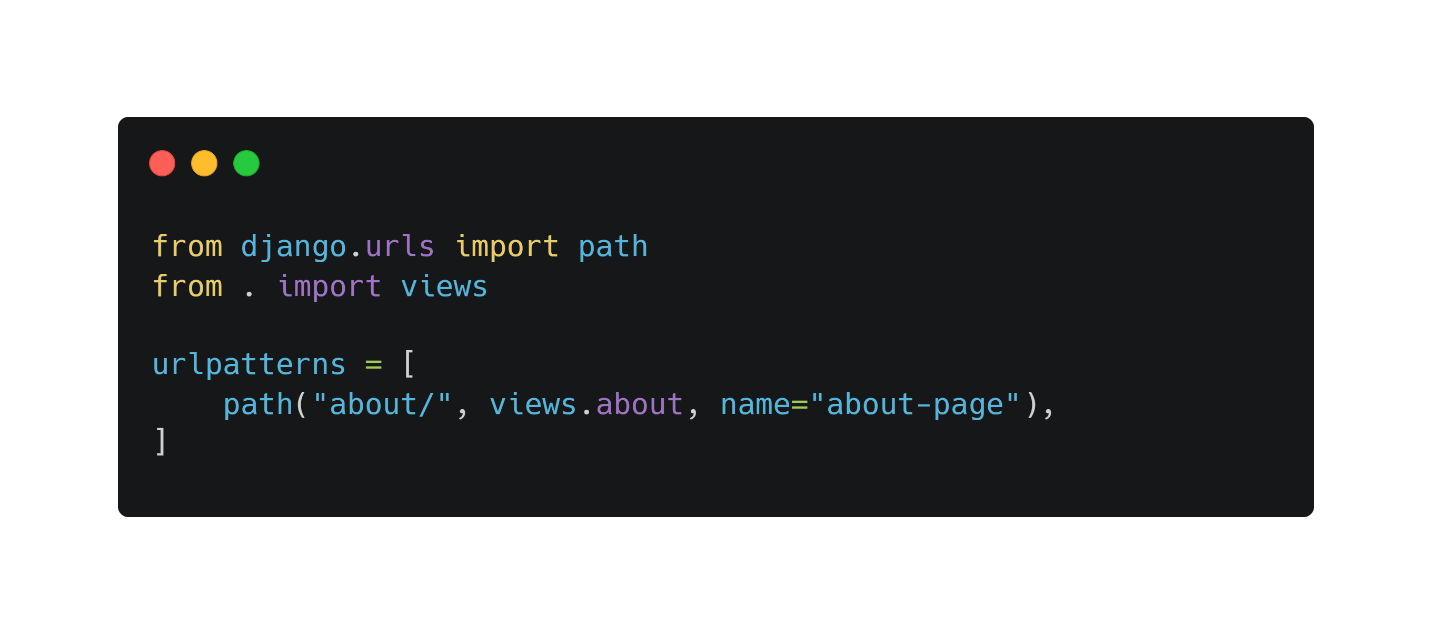 from django.urls import path
from . import views

urlpatterns = [
    path("about/", views.about, name="about-page"),
]